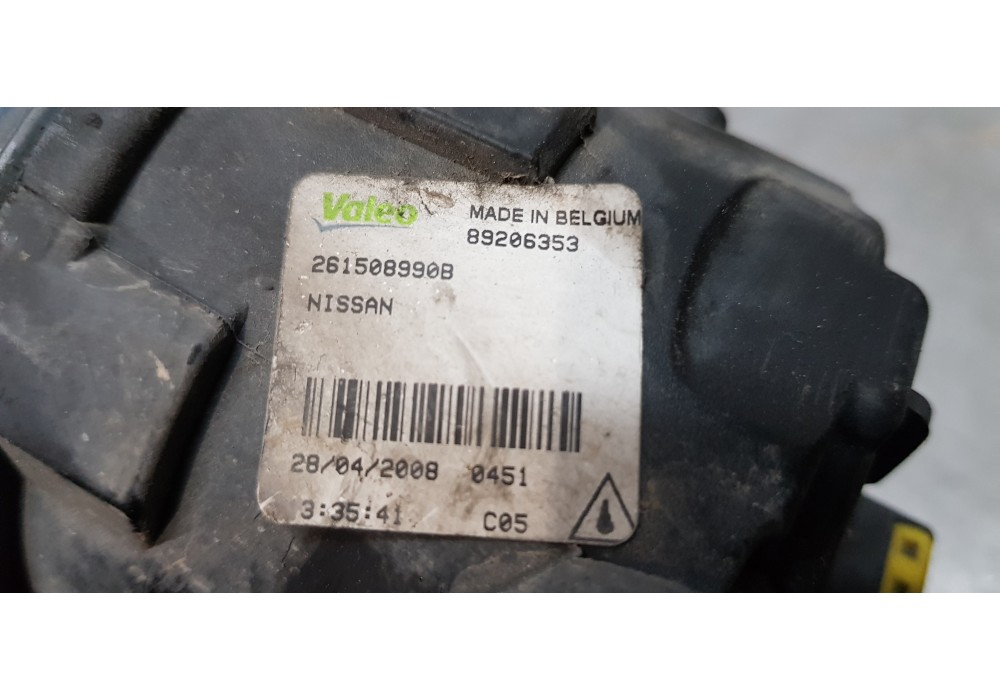 Valeo
MADE IN BELGIUM
89206353
261508990B
NISSAN
28/04/2008 0451
3:35:41 C05